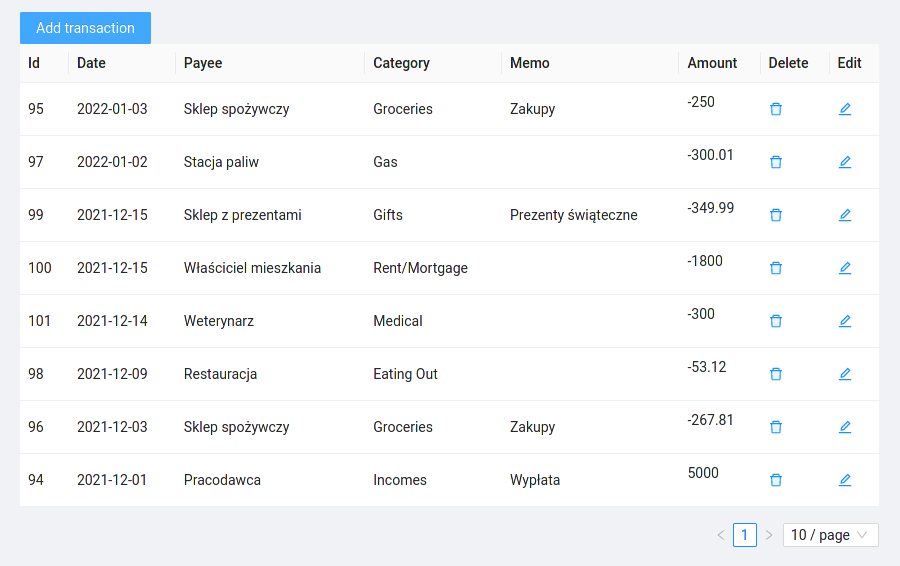 Add transaction
Id Date Payee Category Memo Amount Delete Edit
95 2022-01-03 Sklep spożywczy Groceries Zakupy -250
97 2022-01-02 Stacja paliw Gas -300.01
99 2021-12-15 Sklep z prezentami Gifts Prezenty świąteczne -349.99
100 2021-12-15 Właściciel mieszkania Rent/Mortgage -1800
101 2021-12-14 Weterynarz Medical -300
98 2021-12-09 Restauracja Eating Out -53.12
96 2021-12-03 Sklep spożywczy Groceries Zakupy -267.81
94 2021-12-01 Pracodawca Incomes Wypłata 5000
1 10 / page